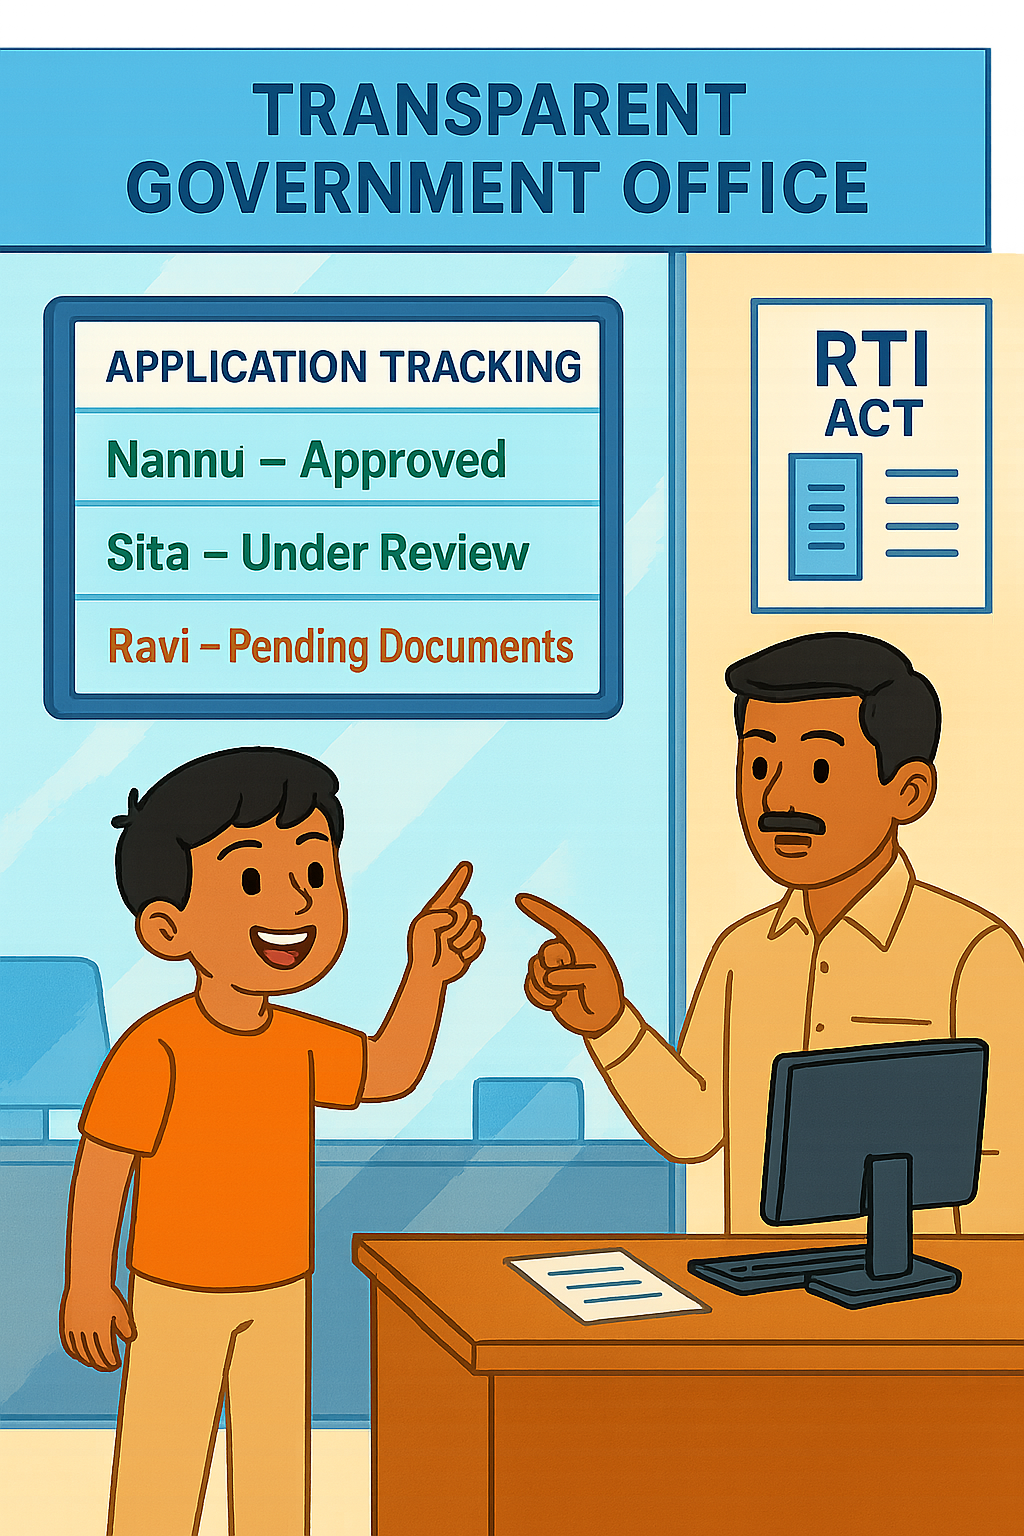 TRANSPARENT
GOVERNMENT OFFICE
APPLICATION TRACKING
Nannu – Approved
Sita – Under Review
Ravi – Pending Documents
RTI
ACT